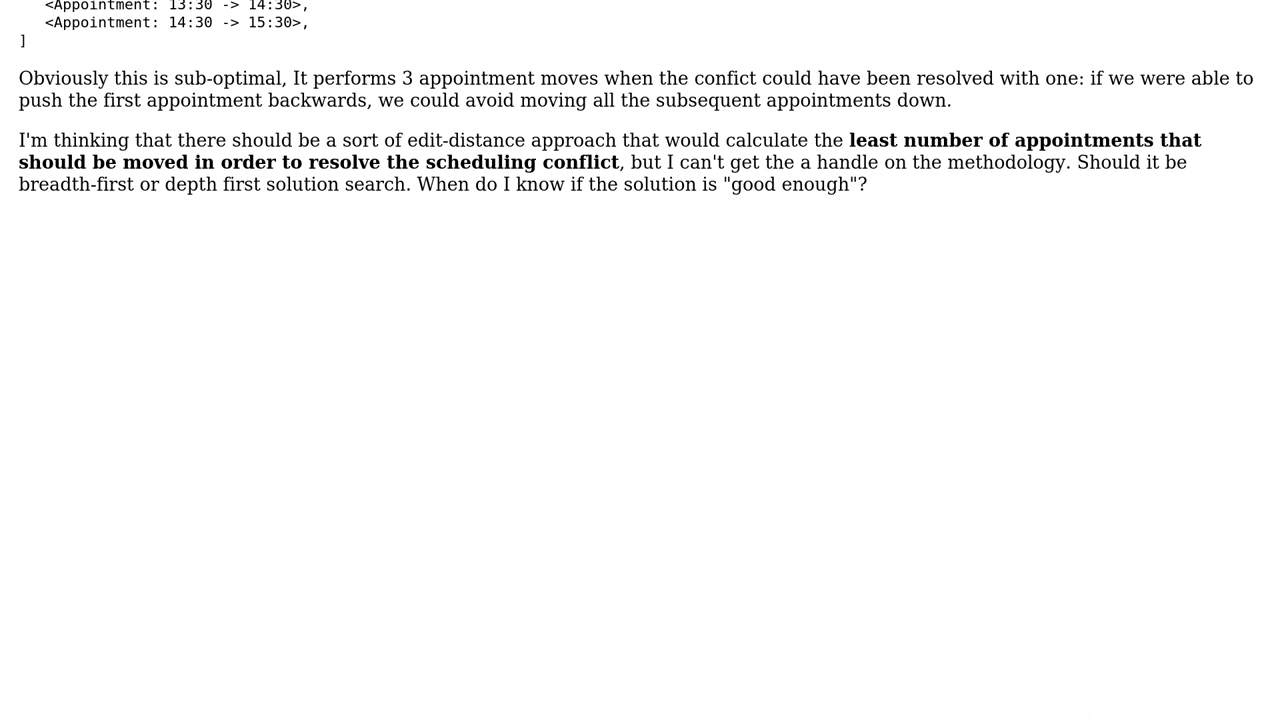 <Appointment: 13:30 -> 14:30>,
<Appointment: 14:30 -> 15:30>,
]
Obviously this is sub-optimal, It performs 3 appointment moves when the confict could have been resolved with one: if we were able to
push the first appointment backwards, we could avoid moving all the subsequent appointments down.
I'm thinking that there should be a sort of edit-distance approach that would calculate the least number of appointments that
should be moved in order to resolve the scheduling conflict, but I can't get the a handle on the methodology. Should it be
breadth-first or depth first solution search. When do I know if the solution is "good enough"?